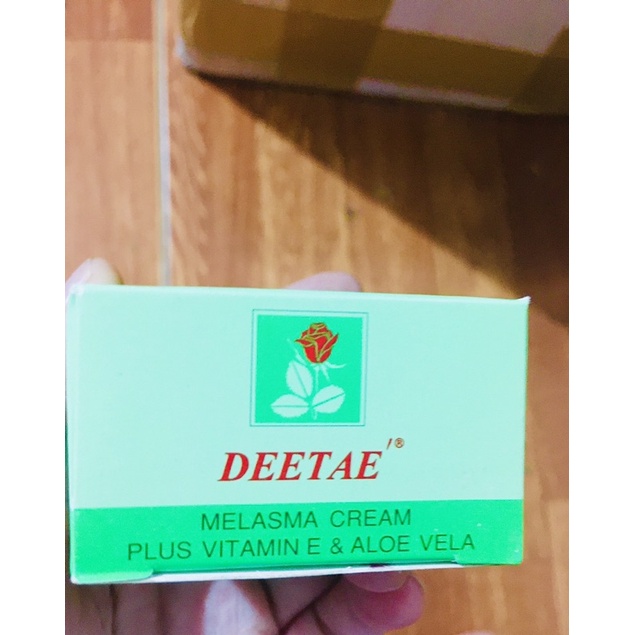 DEETAE'®
MELASMA CREAM
PLUS VITAMIN E & ALOE VELA